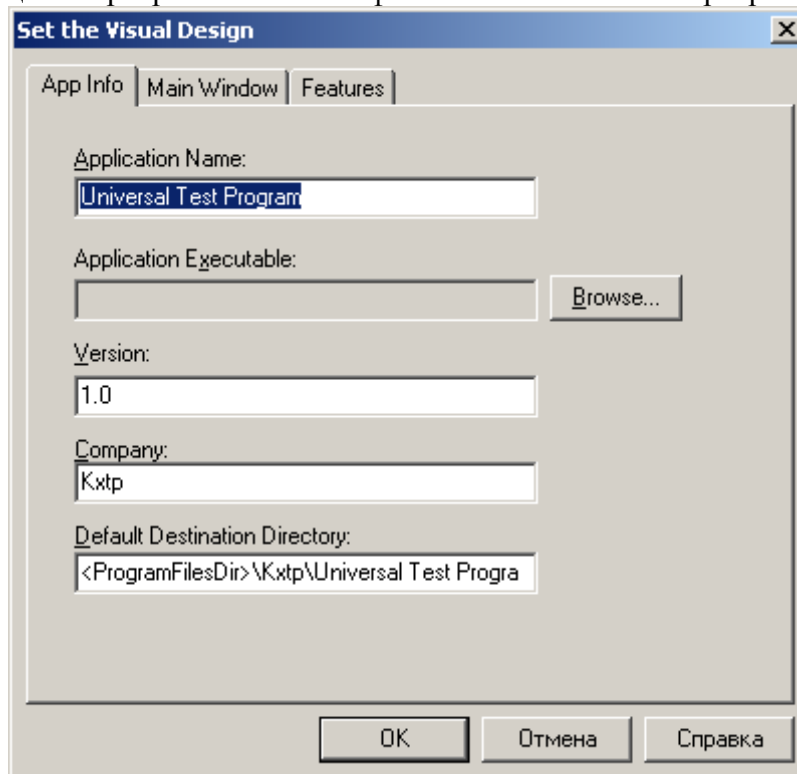 Set the Visual Design
App Info Main Window Features
Application Name:
Universal Test Program
Application Executable:
Browse...
Version:
1.0
Company:
Kxtp
Default Destination Directory:
<ProgramFilesDir>\Kxtp\Universal Test Progra
OK Отмена Справка